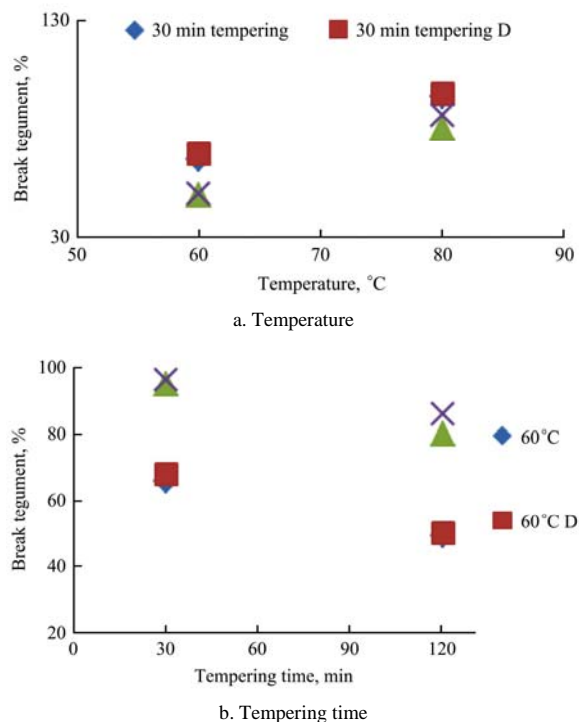 130
30 min tempering
30 min tempering D
Break tegument, %
30
50
60
70
80
90
Temperature, °C
a. Temperature
100
80
60
40
20
Break tegument, %
60°C
60°C D
0
30
60
90
120
Tempering time, min
b. Tempering time